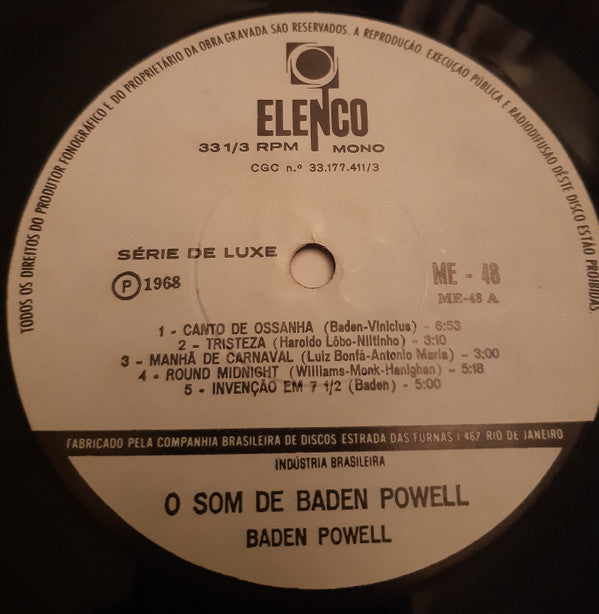 TODOS OS DIREITOS DO PRODUTOR FONOGRÁFICO E DO PROPRIETÁRIO DA OBRA GRAVADA SÃO RESERVADOS. A REPRODUÇÃO, EXECUÇÃO PÚBLICA E RADIODIFUSÃO DÊSTE DISCO ESTÃO PROIBIDAS.
ELENCO
33 1/3 RPM MONO
CGC n.º 33.177.411/3
SÉRIE DE LUXE
ME - 48
Ⓟ 1968
ME-48 A
1 - CANTO DE OSSANHA (Baden-Vinicius) - 6:53
2 - TRISTEZA (Haroldo Lôbo-Niltinho) - 3:10
3 - MANHÃ DE CARNAVAL (Luiz Bonfá-Antonio Maria) - 3:00
4 - ROUND MIDNIGHT (Williams-Monk-Hanighen) - 5:18
5 - INVENÇÃO EM 7 1/2 (Baden) - 5:00
FABRICADO PELA COMPANHIA BRASILEIRA DE DISCOS ESTRADA DAS FURNAS 1 467 RIO DE JANEIRO
INDÚSTRIA BRASILEIRA
O SOM DE BADEN POWELL
BADEN POWELL